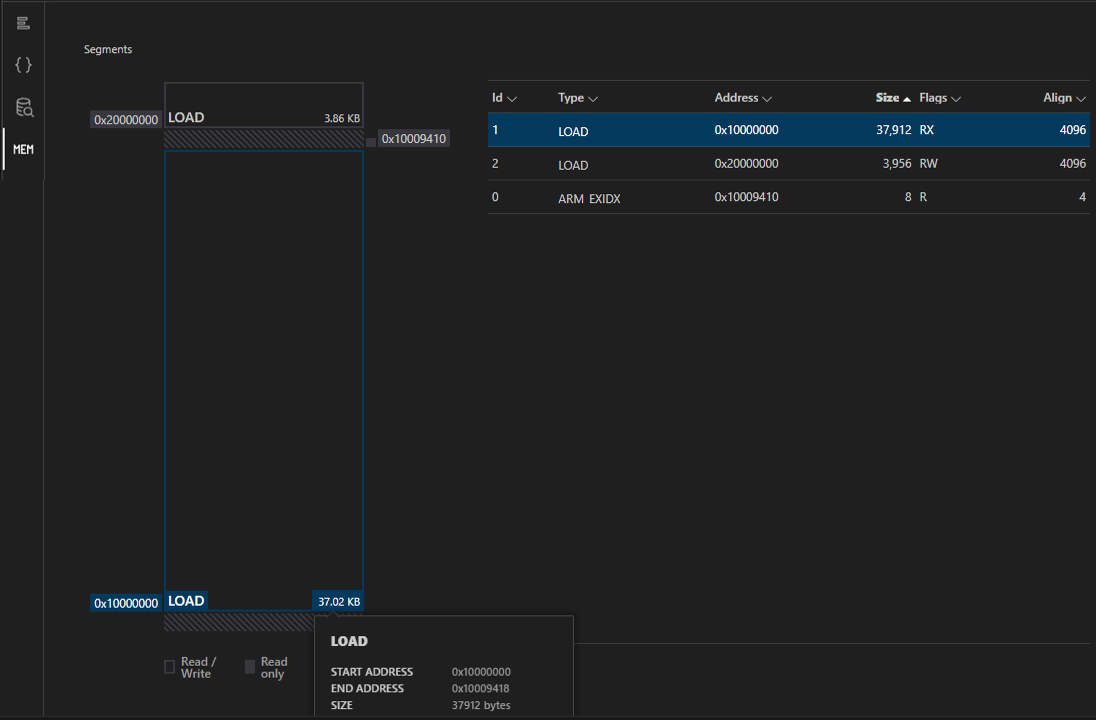 Segments
{}
MEM
0x20000000 LOAD 3.86 KB
0x10009410
0x10000000 LOAD 37.02 KB
Read / Write
Read only
Id Type Address Size Flags Align
1 LOAD 0x10000000 37,912 RX 4096
2 LOAD 0x20000000 3,956 RW 4096
0 ARM_EXIDX 0x10009410 8 R 4
LOAD
START ADDRESS 0x10000000
END ADDRESS 0x10009418
SIZE 37912 bytes